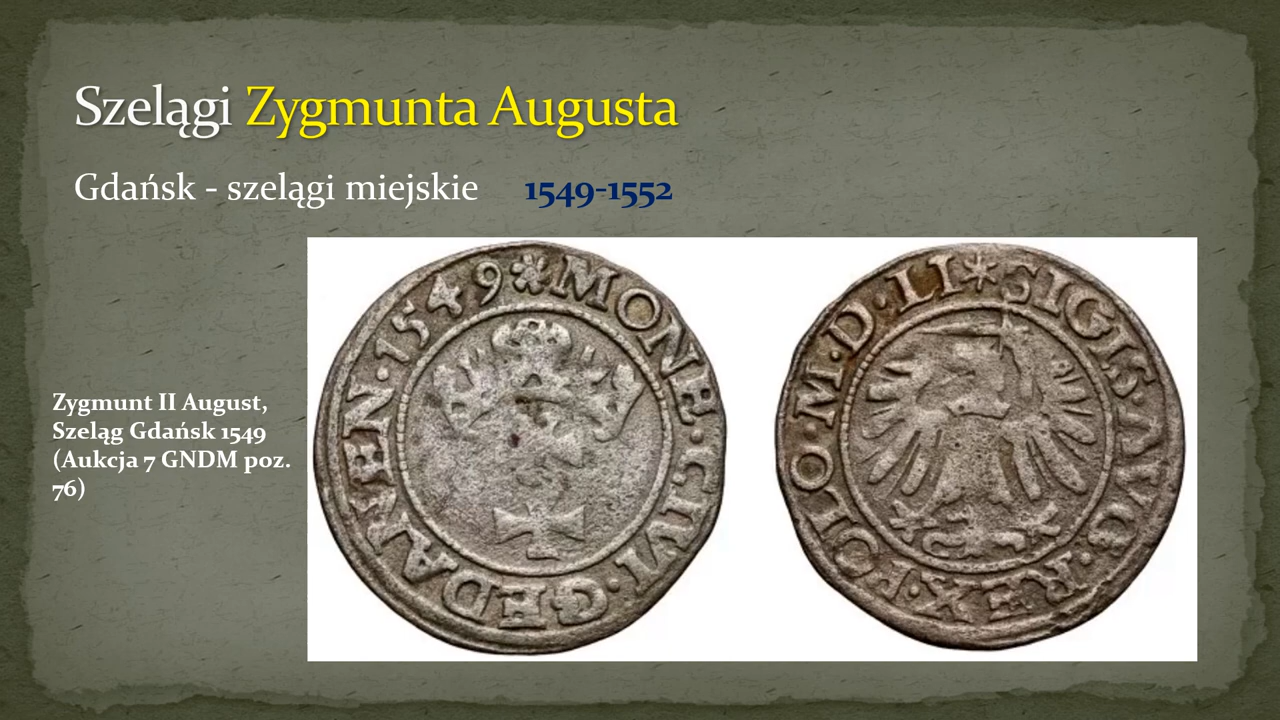 Szelągi Zygmunta Augusta
Gdańsk - szelągi miejskie 1549-1552
Zygmunt II August,
Szeląg Gdańsk 1549
(Aukcja 7 GNDM poz.
76)
MONE·CIVI·GEDANEN·1549
SIGIS·AVG·REX·POLO·M·D·LI